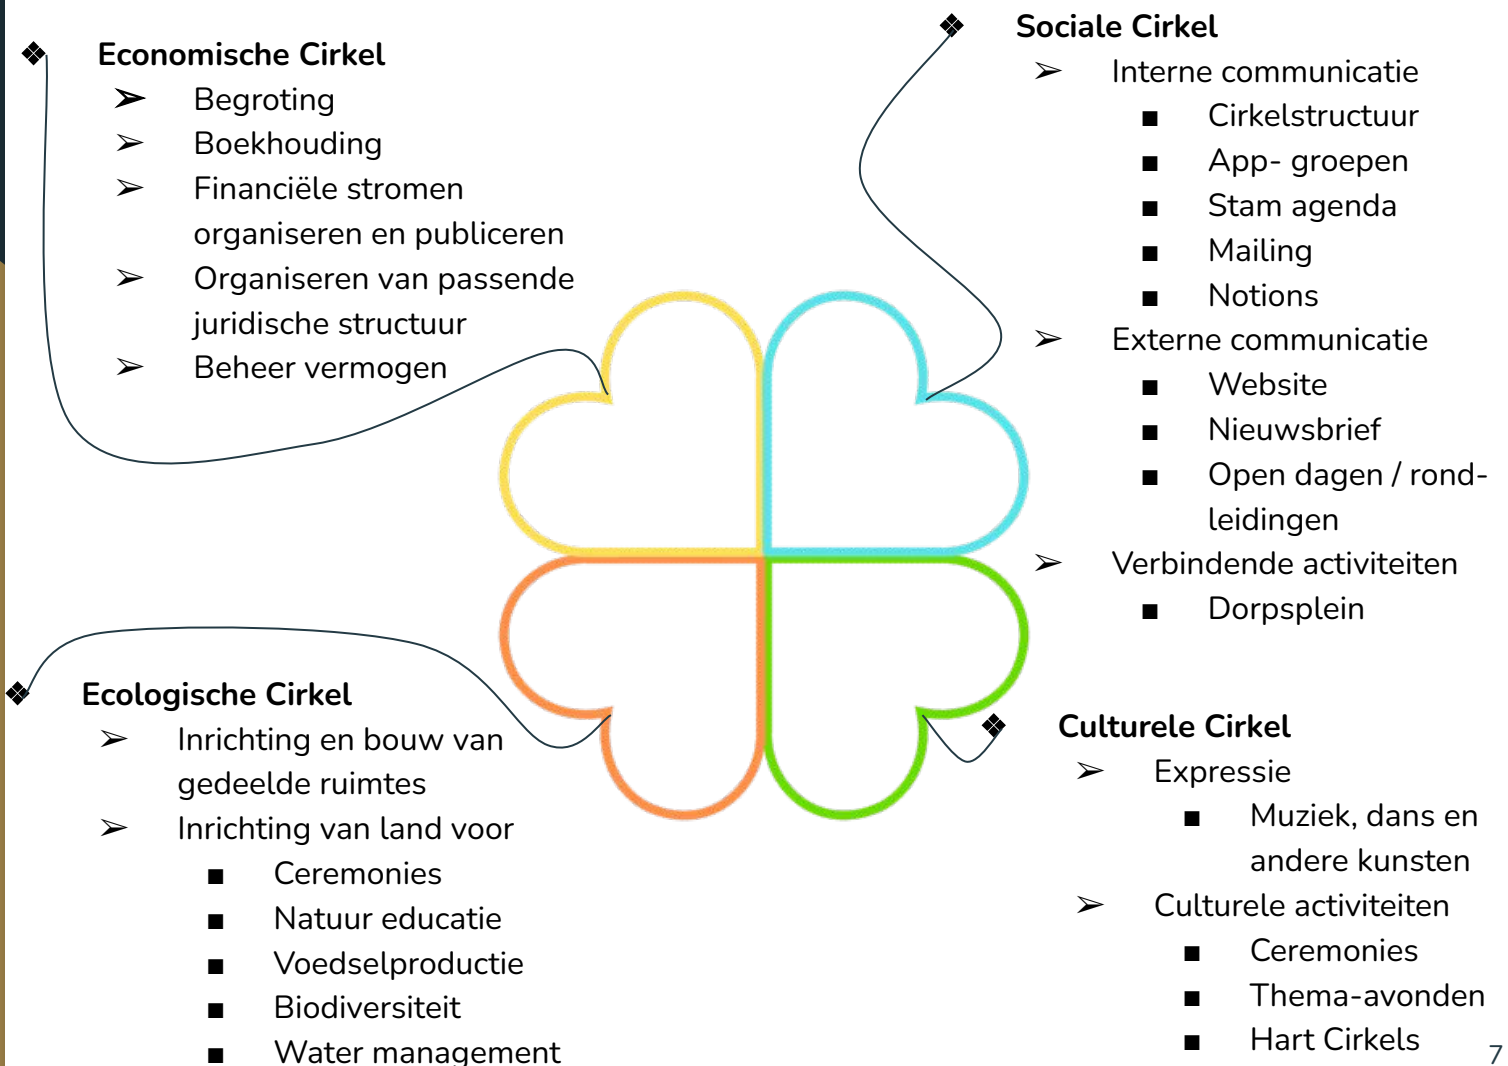 Economische Cirkel
Begroting
Boekhouding
Financiële stromen
organiseren en publiceren
Organiseren van passende
juridische structuur
Beheer vermogen
Sociale Cirkel
Interne communicatie
Cirkelstructuur
App- groepen
Stam agenda
Mailing
Notions
Externe communicatie
Website
Nieuwsbrief
Open dagen / rond-
leidingen
Verbindende activiteiten
Dorpsplein
Ecologische Cirkel
Inrichting en bouw van
gedeelde ruimtes
Inrichting van land voor
Ceremonies
Natuur educatie
Voedselproductie
Biodiversiteit
Water management
Culturele Cirkel
Expressie
Muziek, dans en
andere kunsten
Culturele activiteiten
Ceremonies
Thema-avonden
Hart Cirkels
7